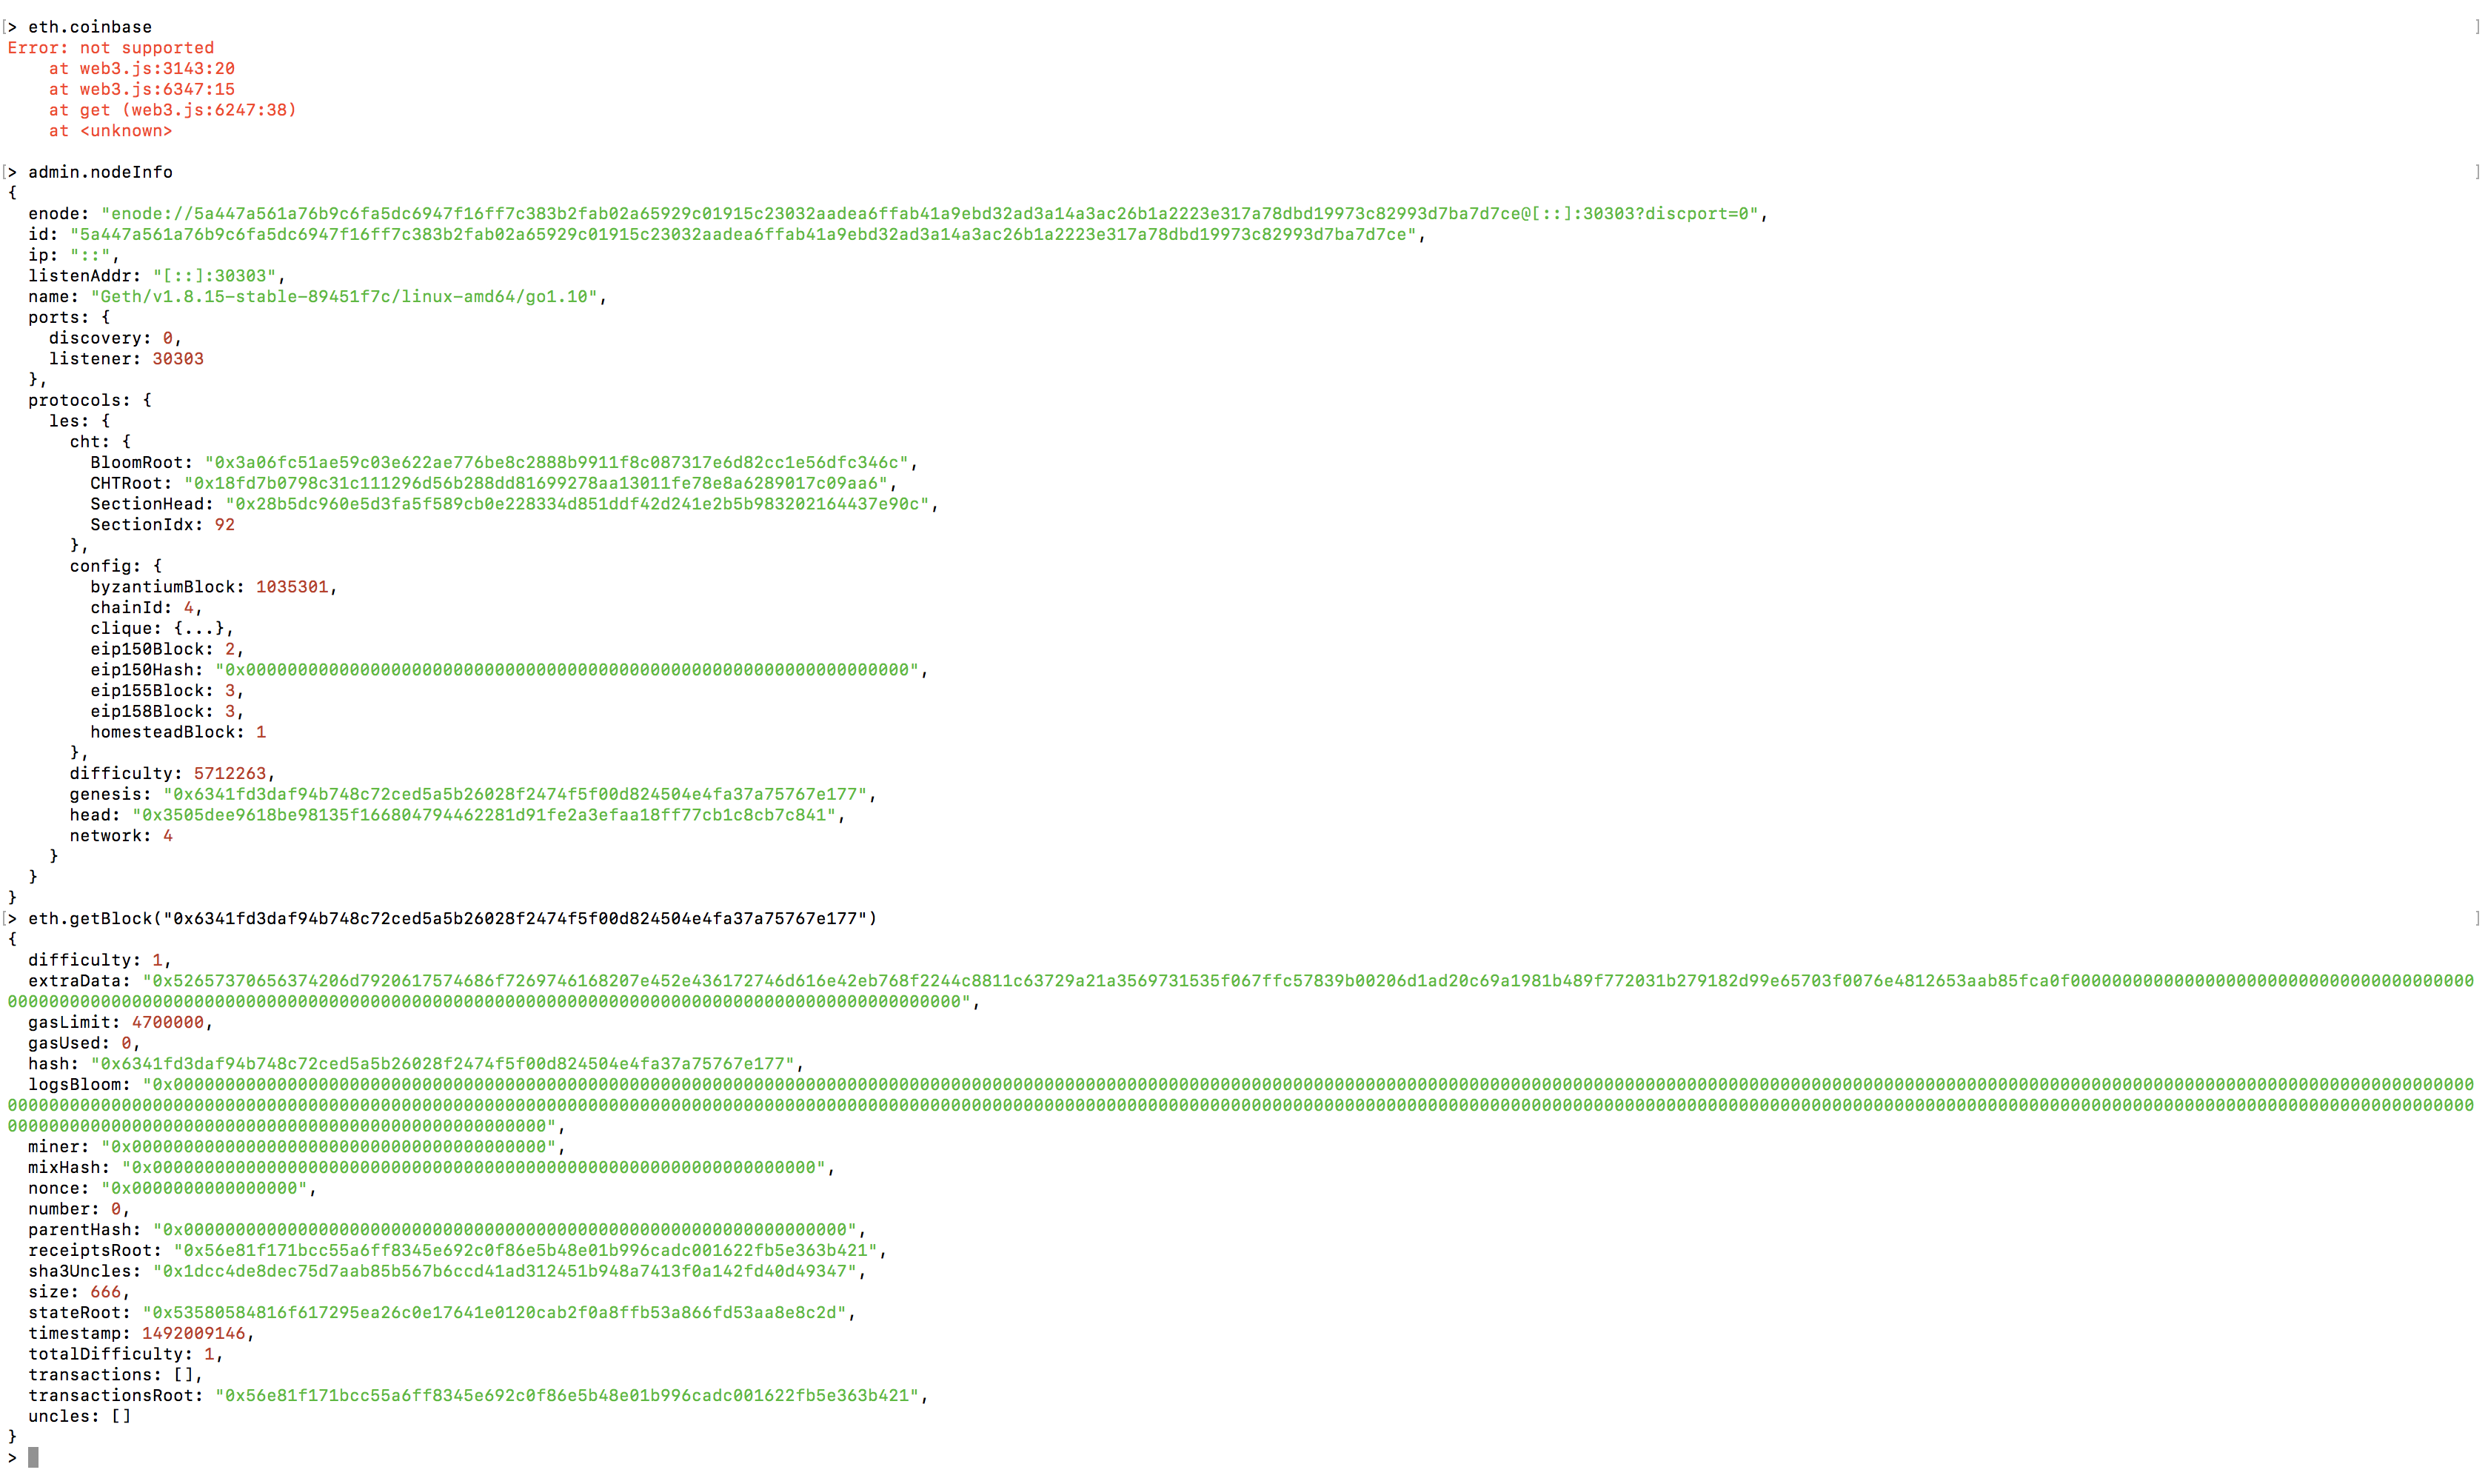 [> eth.coinbase ]
Error: not supported
at web3.js:3143:20
at web3.js:6347:15
at get (web3.js:6247:38)
at <unknown>
[> admin.nodeInfo ]
{
enode: "enode://5a447a561a76b9c6fa5dc6947f16ff7c383b2fab02a65929c01915c23032aadea6ffab41a9ebd32ad3a14a3ac26b1a2223e317a78dbd19973c82993d7ba7d7ce@[::]:30303?discport=0",
id: "5a447a561a76b9c6fa5dc6947f16ff7c383b2fab02a65929c01915c23032aadea6ffab41a9ebd32ad3a14a3ac26b1a2223e317a78dbd19973c82993d7ba7d7ce",
ip: "::",
listenAddr: "[::]:30303",
name: "Geth/v1.8.15-stable-89451f7c/linux-amd64/go1.10",
ports: {
discovery: 0,
listener: 30303
},
protocols: {
les: {
cht: {
BloomRoot: "0x3a06fc51ae59c03e622ae776be8c2888b9911f8c087317e6d82cc1e56dfc346c",
CHTRoot: "0x18fd7b0798c31c111296d56b288dd81699278aa13011fe78e8a6289017c09aa6",
SectionHead: "0x28b5dc960e5d3fa5f589cb0e228334d851ddf42d241e2b5b983202164437e90c",
SectionIdx: 92
},
config: {
byzantiumBlock: 1035301,
chainId: 4,
clique: {...},
eip150Block: 2,
eip150Hash: "0x0000000000000000000000000000000000000000000000000000000000000000",
eip155Block: 3,
eip158Block: 3,
homesteadBlock: 1
},
difficulty: 5712263,
genesis: "0x6341fd3daf94b748c72ced5a5b26028f2474f5f00d824504e4fa37a75767e177",
head: "0x3505dee9618be98135f166804794462281d91fe2a3efaa18ff77cb1c8cb7c841",
network: 4
}
}
}
[> eth.getBlock("0x6341fd3daf94b748c72ced5a5b26028f2474f5f00d824504e4fa37a75767e177") ]
{
difficulty: 1,
extraData: "0x52657370656374206d7920617574686f7269746168207e452e436172746d616e42eb768f2244c8811c63729a21a3569731535f067ffc57839b00206d1ad20c69a1981b489f772031b279182d99e65703f0076e4812653aab85fca0f000000000000000000000000000000000000000
00000000000000000000000000000000000000000000000000000000000000000000000000000000000000000000",
gasLimit: 4700000,
gasUsed: 0,
hash: "0x6341fd3daf94b748c72ced5a5b26028f2474f5f00d824504e4fa37a75767e177",
logsBloom: "0x000000000000000000000000000000000000000000000000000000000000000000000000000000000000000000000000000000000000000000000000000000000000000000000000000000000000000000000000000000000000000000000000000000000000000000000000000000000000
0000000000000000000000000000000000000000000000000000000000000000000000000000000000000000000000000000000000000000000000000000000000000000000000000000000000000000000000000000000000000000000000000000000000000000000000000000000000000000000000000000
0000000000000000000000000000000000000000000000000000",
miner: "0x0000000000000000000000000000000000000000",
mixHash: "0x0000000000000000000000000000000000000000000000000000000000000000",
nonce: "0x0000000000000000",
number: 0,
parentHash: "0x0000000000000000000000000000000000000000000000000000000000000000",
receiptsRoot: "0x56e81f171bcc55a6ff8345e692c0f86e5b48e01b996cadc001622fb5e363b421",
sha3Uncles: "0x1dcc4de8dec75d7aab85b567b6ccd41ad312451b948a7413f0a142fd40d49347",
size: 666,
stateRoot: "0x53580584816f617295ea26c0e17641e0120cab2f0a8ffb53a866fd53aa8e8c2d",
timestamp: 1492009146,
totalDifficulty: 1,
transactions: [],
transactionsRoot: "0x56e81f171bcc55a6ff8345e692c0f86e5b48e01b996cadc001622fb5e363b421",
uncles: []
}
>